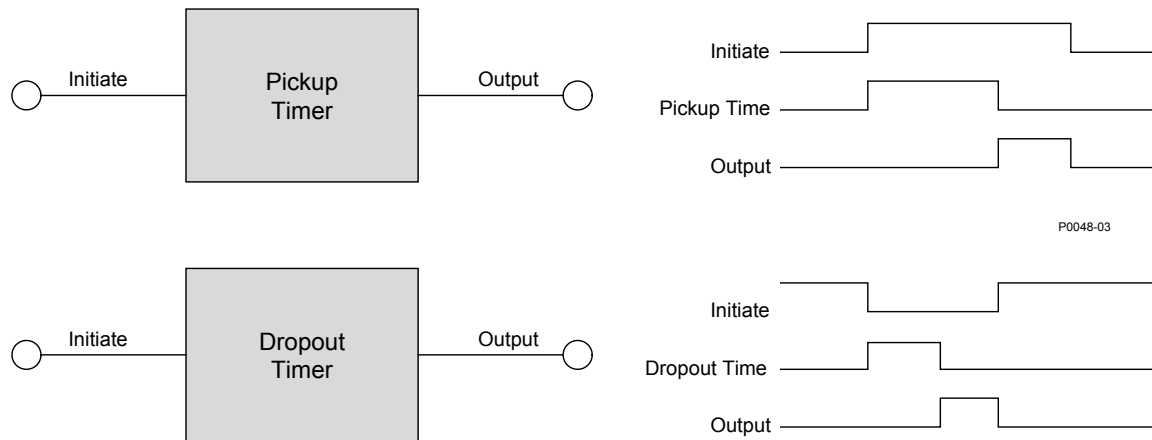 Initiate
Pickup
Timer
Output
Initiate
Pickup Time
Output
P0048-03
Initiate
Dropout
Timer
Output
Initiate
Dropout Time
Output